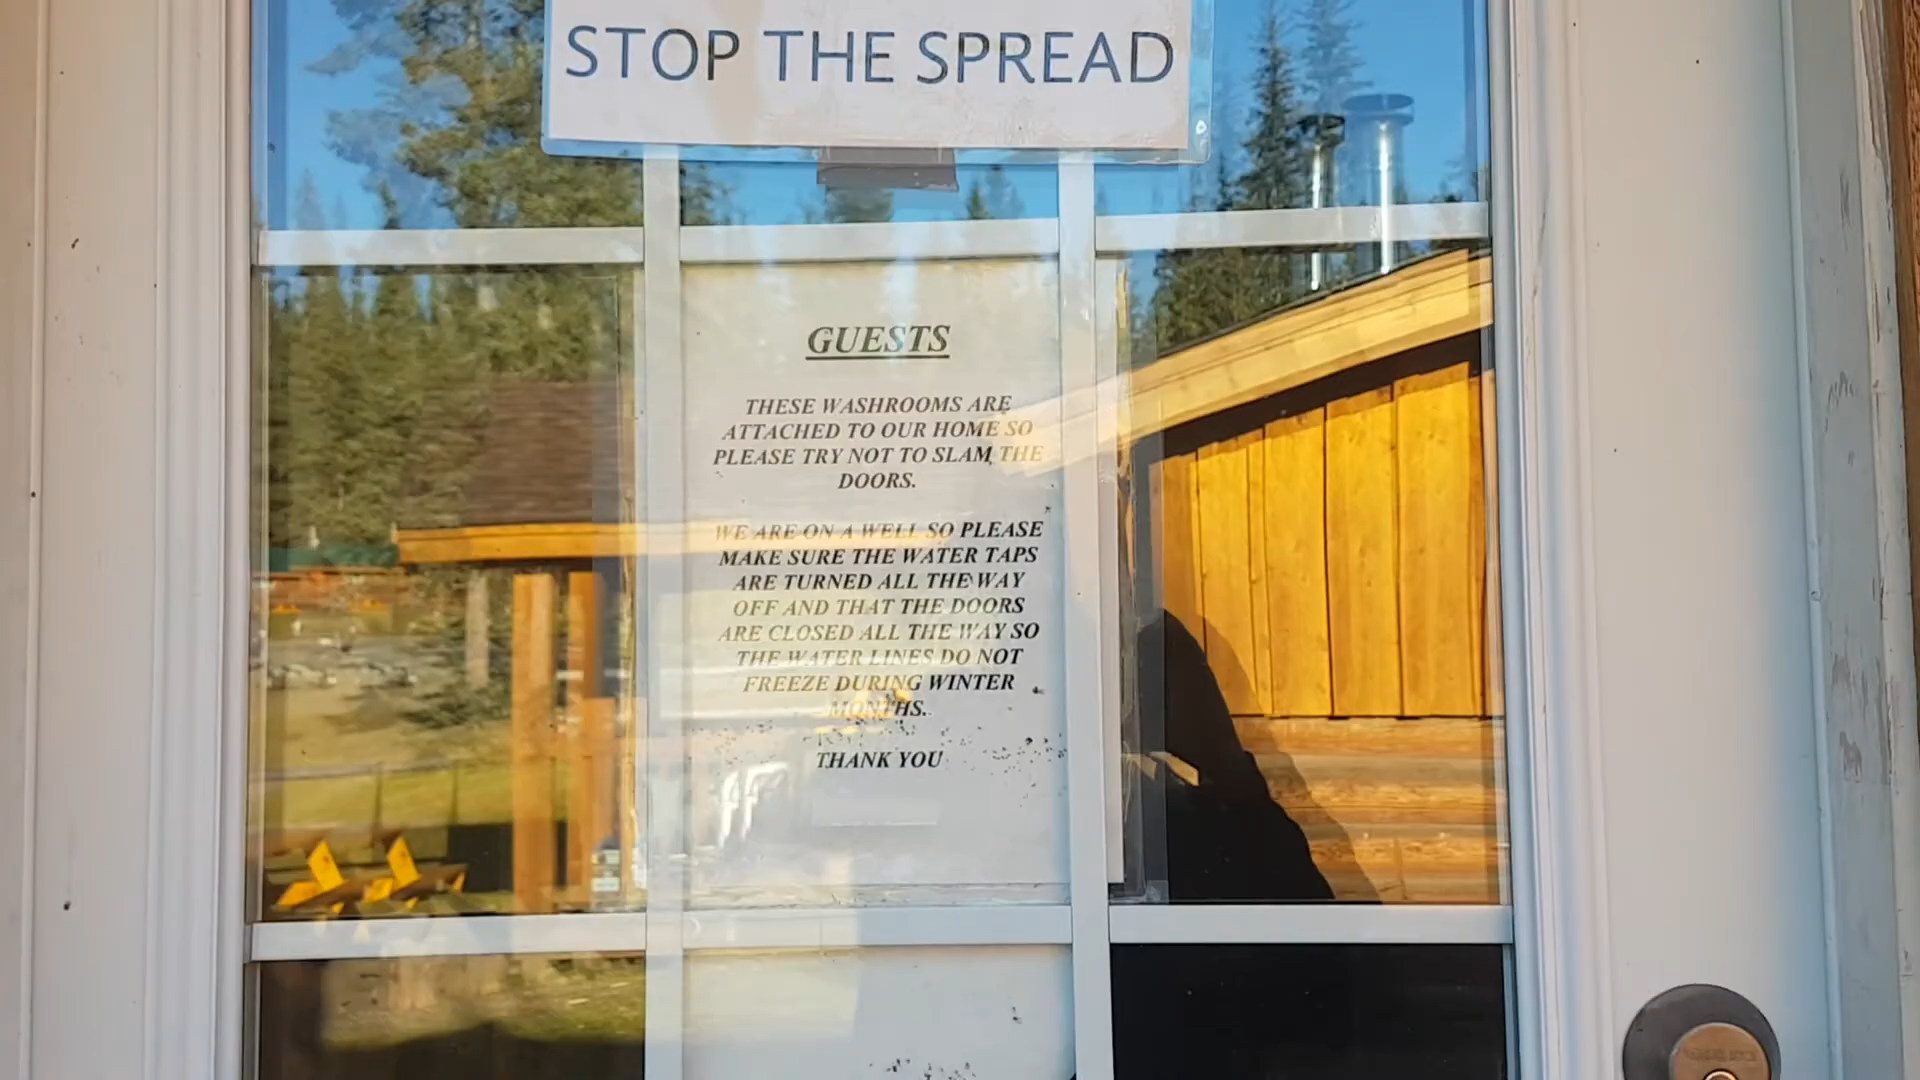 STOP THE SPREAD
GUESTS
THESE WASHROOMS ARE
ATTACHED TO OUR HOME SO
PLEASE TRY NOT TO SLAM THE
DOORS.
WE ARE ON A WELL SO PLEASE
MAKE SURE THE WATER TAPS
ARE TURNED ALL THE WAY
OFF AND THAT THE DOORS
ARE CLOSED ALL THE WAY SO
THE WATER LINES DO NOT
FREEZE DURING WINTER
MONTHS.
THANK YOU